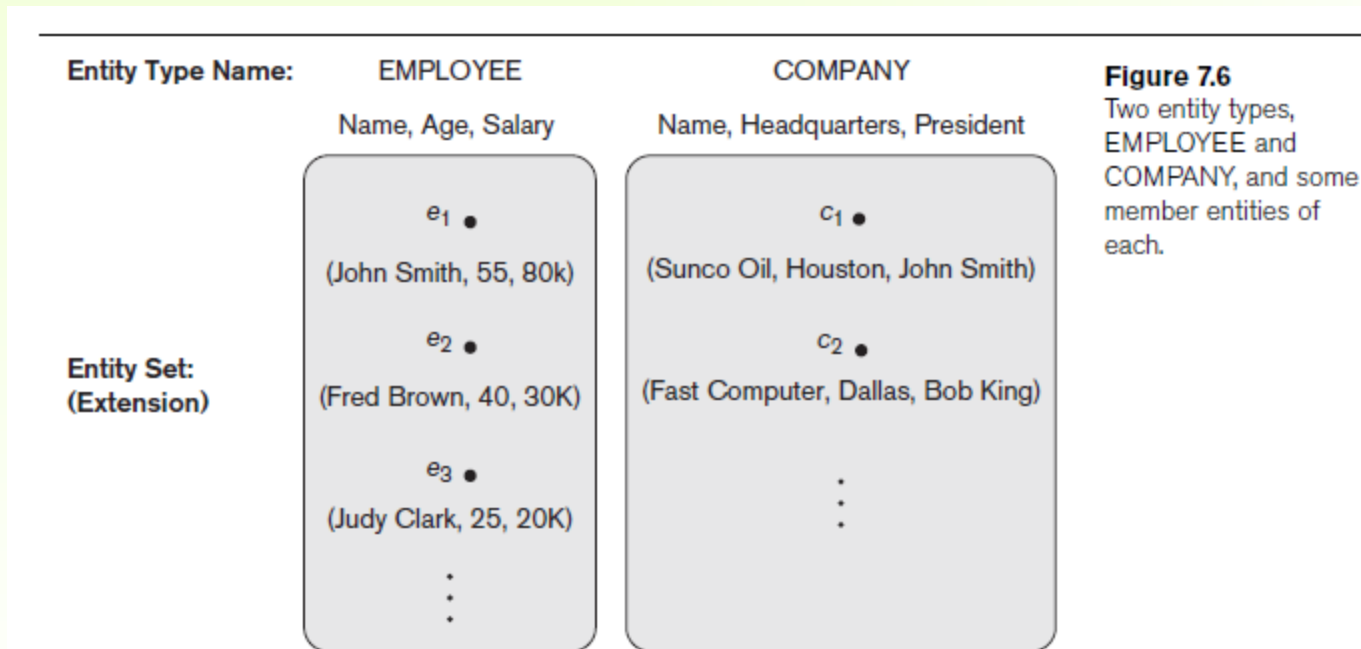 Entity Type Name: EMPLOYEE COMPANY
Name, Age, Salary Name, Headquarters, President
e1 • c1 •
(John Smith, 55, 80k) (Sunco Oil, Houston, John Smith)
e2 • c2 •
Entity Set:
(Extension)
(Fred Brown, 40, 30K) (Fast Computer, Dallas, Bob King)
e3 •
(Judy Clark, 25, 20K)
Figure 7.6
Two entity types,
EMPLOYEE and
COMPANY, and some
member entities of
each.